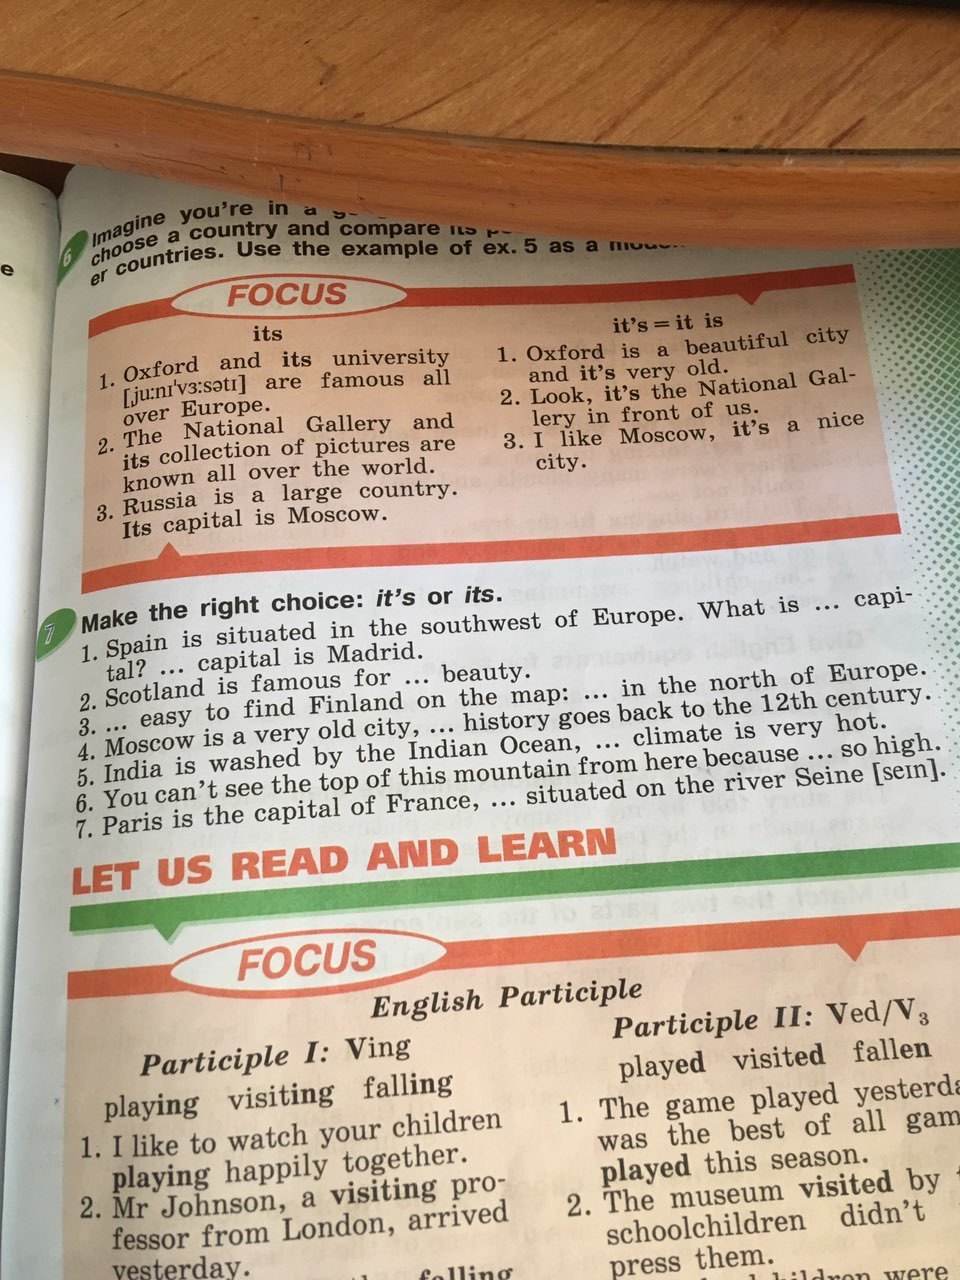 e
6 Imagine you're in a
choose a country and compare its
er countries. Use the example of ex. 5 as a
FOCUS
its
1. Oxford and its university
[ju:nɪ'vɜ:sətɪ] are famous all
over Europe.
2. The National Gallery and
its collection of pictures are
known all over the world.
3. Russia is a large country.
Its capital is Moscow.
it's = it is
1. Oxford is a beautiful city
and it's very old.
2. Look, it's the National Gal-
lery in front of us.
3. I like Moscow, it's a nice
city.
7 Make the right choice: it's or its.
1. Spain is situated in the southwest of Europe. What is ... capi-
tal? ... capital is Madrid.
2. Scotland is famous for ... beauty.
3. ... easy to find Finland on the map: ... in the north of Europe.
4. Moscow is a very old city, ... history goes back to the 12th century.
5. India is washed by the Indian Ocean, ... climate is very hot.
6. You can't see the top of this mountain from here because ... so high.
7. Paris is the capital of France, ... situated on the river Seine [seɪn].
LET US READ AND LEARN
FOCUS
English Participle
Participle I: Ving
playing visiting falling
1. I like to watch your children
playing happily together.
2. Mr Johnson, a visiting pro-
fessor from London, arrived
yesterday.
falling
Participle II: Ved/V3
played visited fallen
1. The game played yesterda
was the best of all gam
played this season.
2. The museum visited by
schoolchildren didn't
press them.
children were